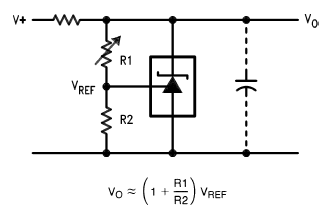 V+
VO
R1
VREF
R2
VO ≈ (1 + R1/R2) VREF